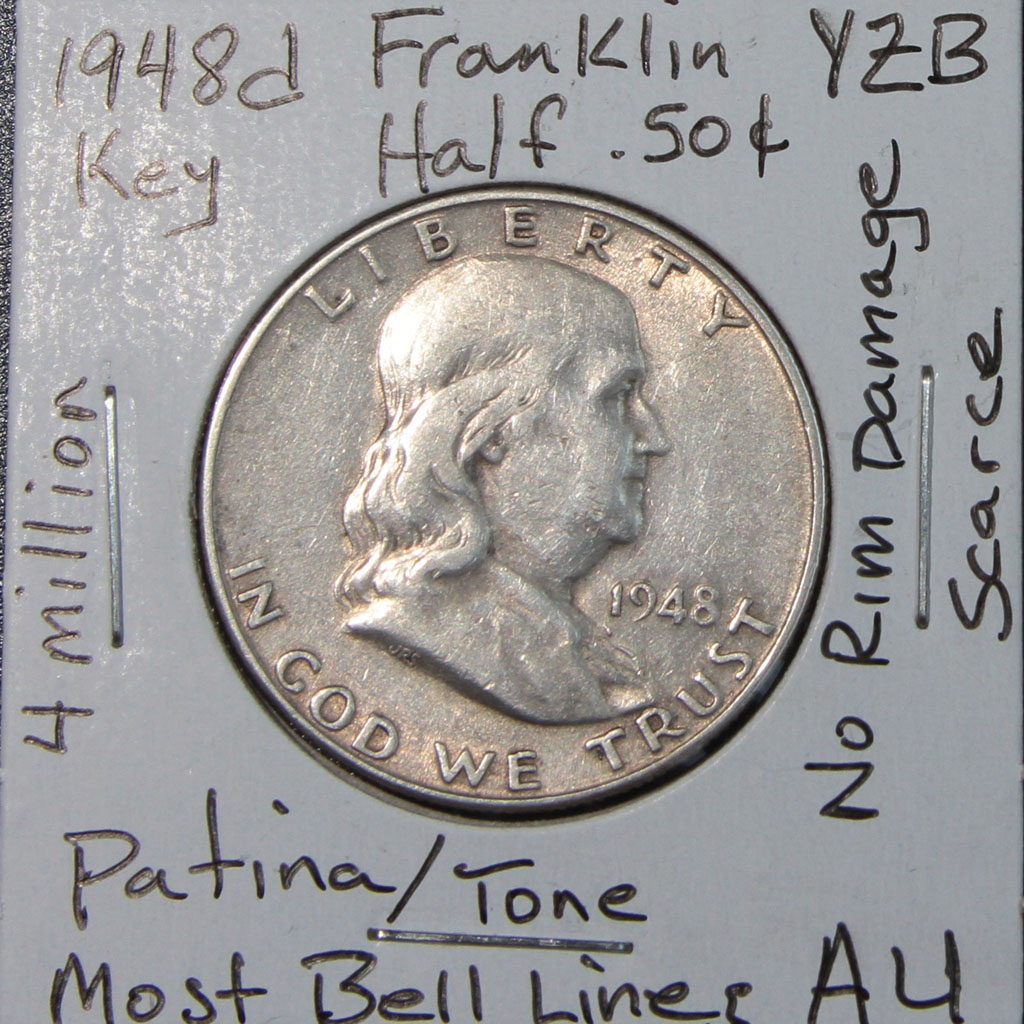 1948d Franklin YZB
Key Half .50¢
4 million
No Rim Damage
Scarce
LIBERTY
1948
JRS
IN GOD WE TRUST
Patina/Tone
Most Bell Lines AU